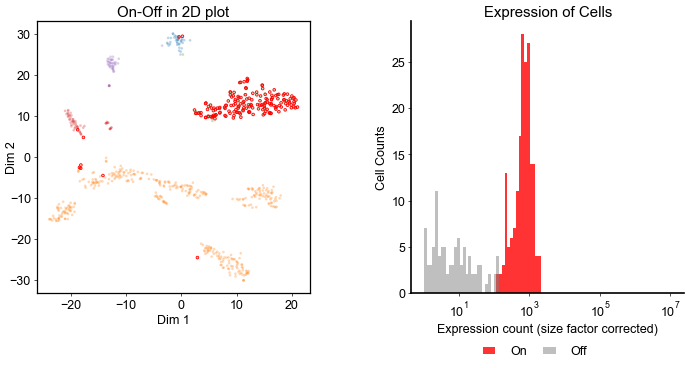 On-Off in 2D plot
30
20
10
0
−10
−20
−30
Dim 2
−20 −10 0 10 20
Dim 1
Expression of Cells
25
20
15
10
5
0
Cell Counts
10^1 10^3 10^5 10^7
Expression count (size factor corrected)
On Off